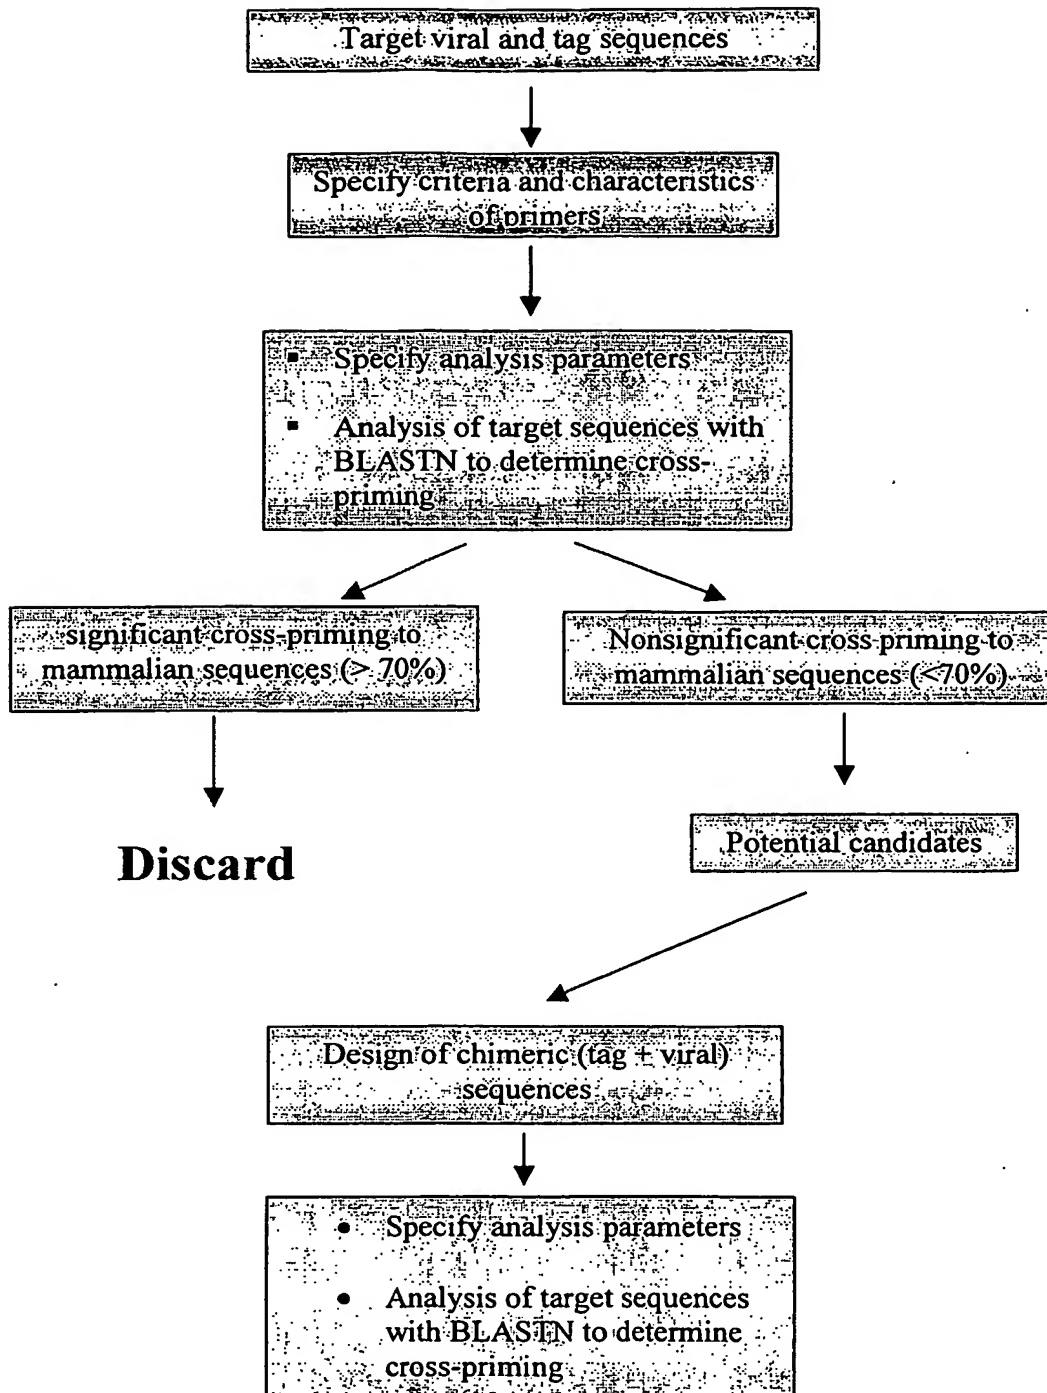 Target viral and tag sequences
Specify criteria and characteristics
of primers
▪ Specify analysis parameters
▪ Analysis of target sequences with
BLASTN to determine cross-
priming
significant cross-priming to
mammalian sequences (> 70%)
Nonsignificant cross priming to
mammalian sequences (<70%)
Discard
Potential candidates
Design of chimeric (tag + viral)
sequences
• Specify analysis parameters
• Analysis of target sequences
with BLASTN to determine
cross-priming